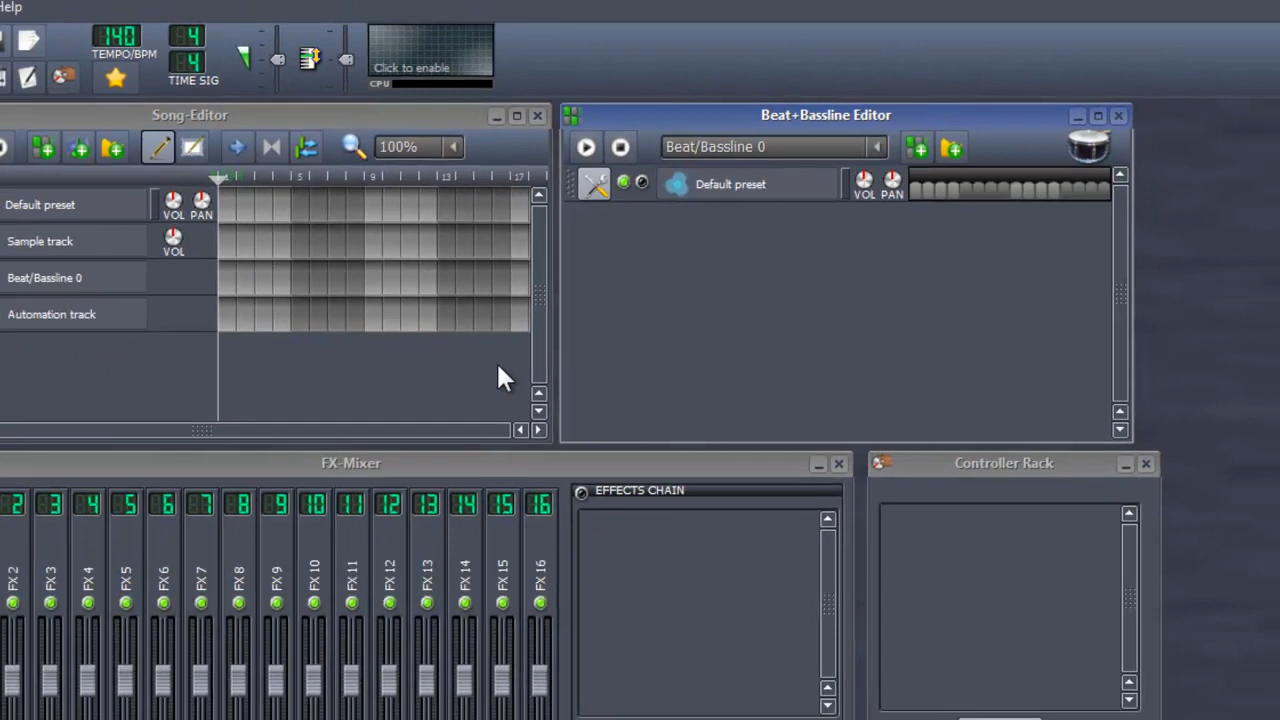 Help
140
TEMPO/BPM
4
4
TIME SIG
Click to enable
CPU
Song-Editor
100%
5 9 13 17
Default preset
VOL PAN
Sample track
VOL
Beat/Bassline 0
Automation track
Beat+Bassline Editor
Beat/Bassline 0
Default preset
VOL PAN
FX-Mixer
2 3 4 5 6 7 8 9 10 11 12 13 14 15 16
FX 2 FX 3 FX 4 FX 5 FX 6 FX 7 FX 8 FX 9 FX 10 FX 11 FX 12 FX 13 FX 14 FX 15 FX 16
EFFECTS CHAIN
Controller Rack